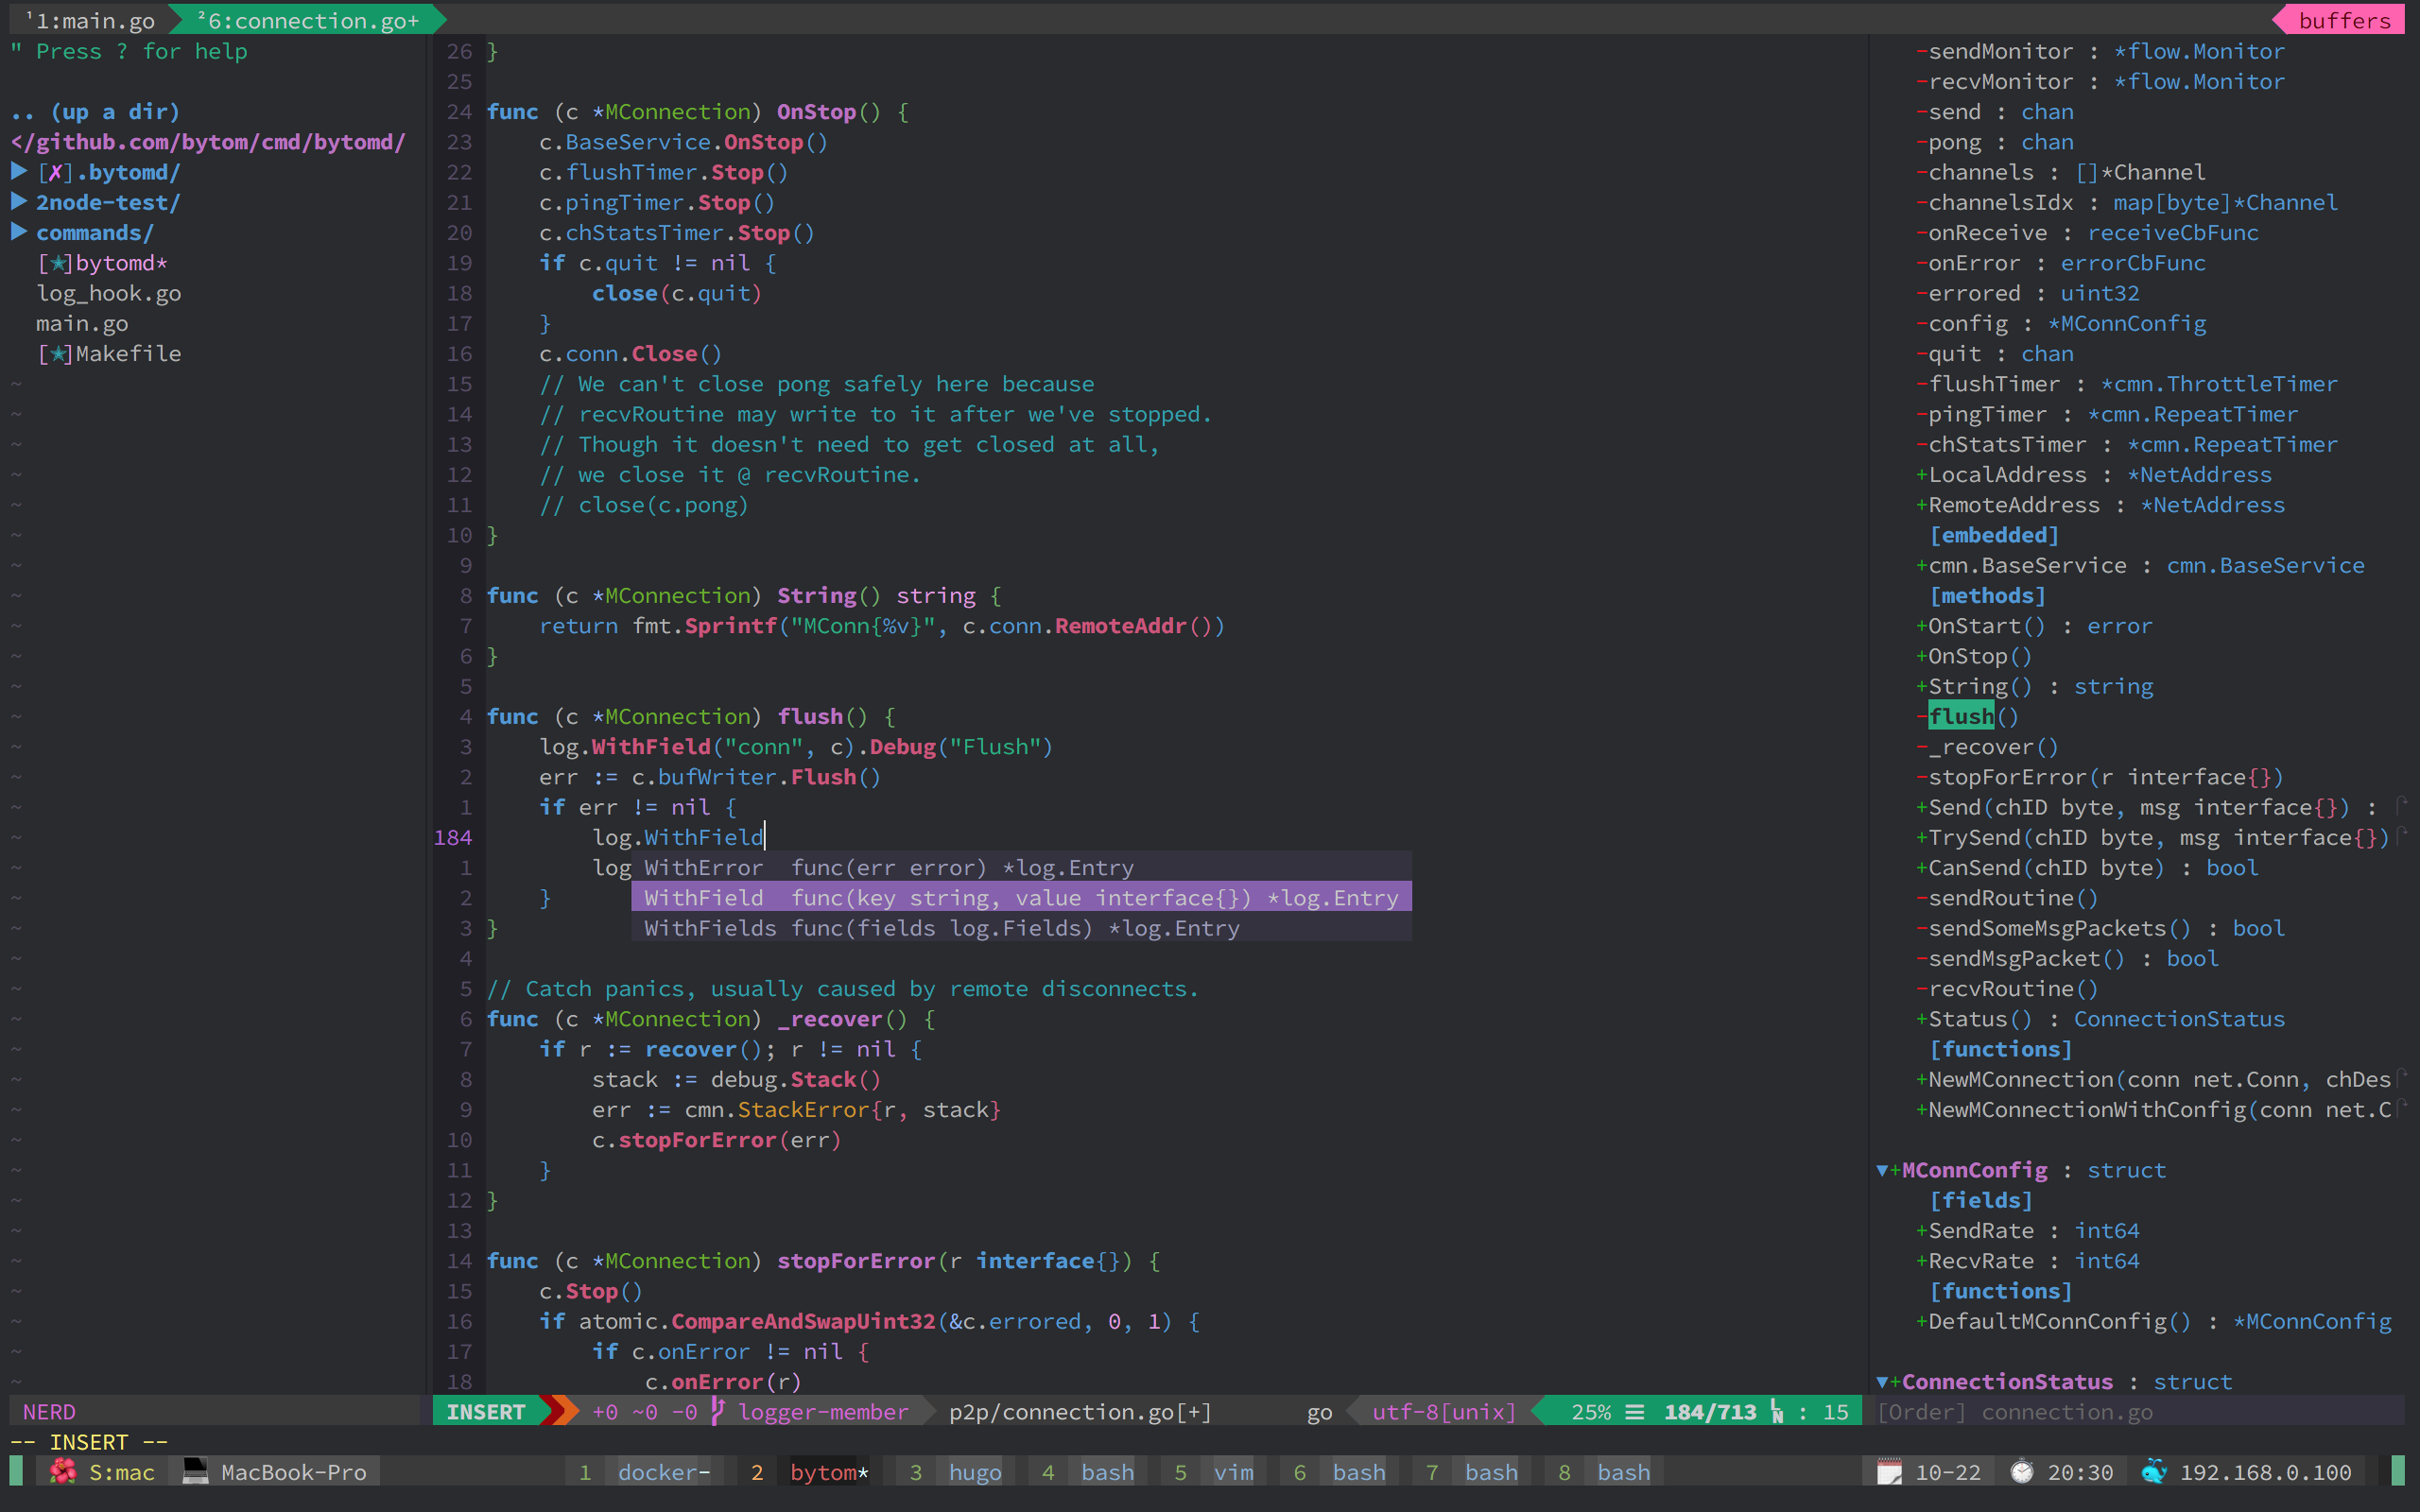 ¹1:main.go ²6:connection.go+ buffers
" Press ? for help
.. (up a dir)
</github.com/bytom/cmd/bytomd/
▶ [✗].bytomd/
▶ 2node-test/
▶ commands/
[★]bytomd*
log_hook.go
main.go
[★]Makefile
26 }
25
24 func (c *MConnection) OnStop() {
23     c.BaseService.OnStop()
22     c.flushTimer.Stop()
21     c.pingTimer.Stop()
20     c.chStatsTimer.Stop()
19     if c.quit != nil {
18         close(c.quit)
17     }
16     c.conn.Close()
15     // We can't close pong safely here because
14     // recvRoutine may write to it after we've stopped.
13     // Though it doesn't need to get closed at all,
12     // we close it @ recvRoutine.
11     // close(c.pong)
10 }
9
8 func (c *MConnection) String() string {
7     return fmt.Sprintf("MConn{%v}", c.conn.RemoteAddr())
6 }
5
4 func (c *MConnection) flush() {
3     log.WithField("conn", c).Debug("Flush")
2     err := c.bufWriter.Flush()
1     if err != nil {
184         log.WithField
1         log WithError  func(err error) *log.Entry
2     } WithField  func(key string, value interface{}) *log.Entry
3 } WithFields func(fields log.Fields) *log.Entry
4
5 // Catch panics, usually caused by remote disconnects.
6 func (c *MConnection) _recover() {
7     if r := recover(); r != nil {
8         stack := debug.Stack()
9         err := cmn.StackError{r, stack}
10         c.stopForError(err)
11     }
12 }
13
14 func (c *MConnection) stopForError(r interface{}) {
15     c.Stop()
16     if atomic.CompareAndSwapUint32(&c.errored, 0, 1) {
17         if c.onError != nil {
18             c.onError(r)
-sendMonitor : *flow.Monitor
-recvMonitor : *flow.Monitor
-send : chan
-pong : chan
-channels : []*Channel
-channelsIdx : map[byte]*Channel
-onReceive : receiveCbFunc
-onError : errorCbFunc
-errored : uint32
-config : *MConnConfig
-quit : chan
-flushTimer : *cmn.ThrottleTimer
-pingTimer : *cmn.RepeatTimer
-chStatsTimer : *cmn.RepeatTimer
+LocalAddress : *NetAddress
+RemoteAddress : *NetAddress
[embedded]
+cmn.BaseService : cmn.BaseService
[methods]
+OnStart() : error
+OnStop()
+String() : string
-flush()
-_recover()
-stopForError(r interface{})
+Send(chID byte, msg interface{}) :
+TrySend(chID byte, msg interface{})
+CanSend(chID byte) : bool
-sendRoutine()
-sendSomeMsgPackets() : bool
-sendMsgPacket() : bool
-recvRoutine()
+Status() : ConnectionStatus
[functions]
+NewMConnection(conn net.Conn, chDes
+NewMConnectionWithConfig(conn net.C
▼+MConnConfig : struct
[fields]
+SendRate : int64
+RecvRate : int64
[functions]
+DefaultMConnConfig() : *MConnConfig
▼+ConnectionStatus : struct
NERD INSERT +0 ~0 -0 logger-member p2p/connection.go[+] go utf-8[unix] 25% ☰ 184/713 LN : 15 [Order] connection.go
-- INSERT --
S:mac MacBook-Pro 1 docker- 2 bytom* 3 hugo 4 bash 5 vim 6 bash 7 bash 8 bash 10-22 20:30 192.168.0.100